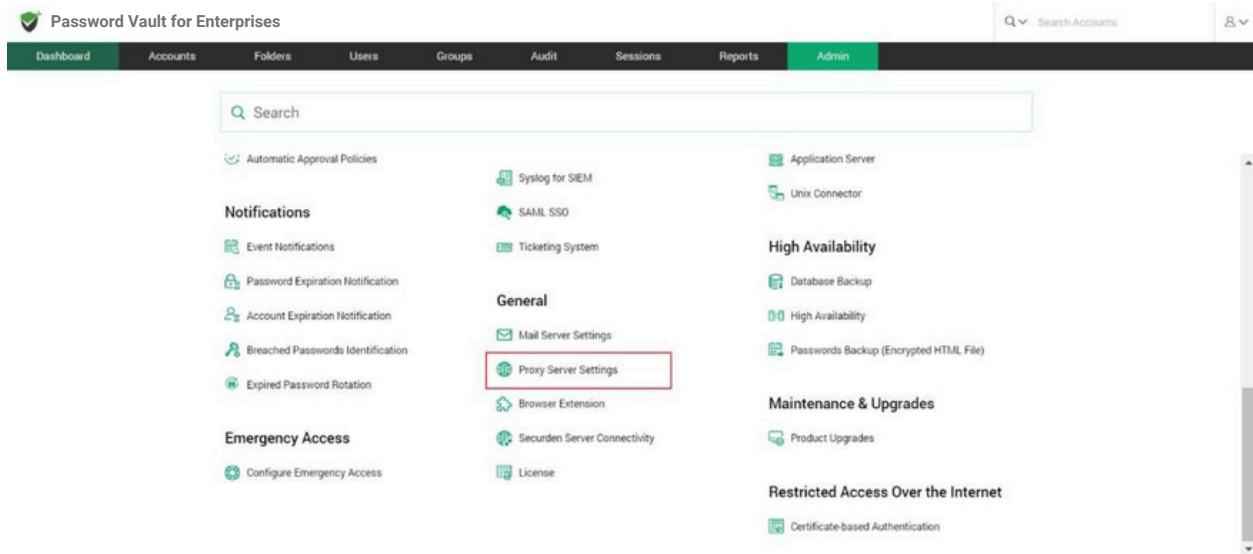 Password Vault for Enterprises
Search Accounts
Dashboard Accounts Folders Users Groups Audit Sessions Reports Admin
Search
Automatic Approval Policies
Notifications
Event Notifications
Password Expiration Notification
Account Expiration Notification
Breached Passwords Identification
Expired Password Rotation
Emergency Access
Configure Emergency Access
Syslog for SIEM
SAML SSO
Ticketing System
General
Mail Server Settings
Proxy Server Settings
Browser Extension
Securden Server Connectivity
License
Application Server
Unix Connector
High Availability
Database Backup
High Availability
Passwords Backup (Encrypted HTML File)
Maintenance & Upgrades
Product Upgrades
Restricted Access Over the Internet
Certificate-based Authentication